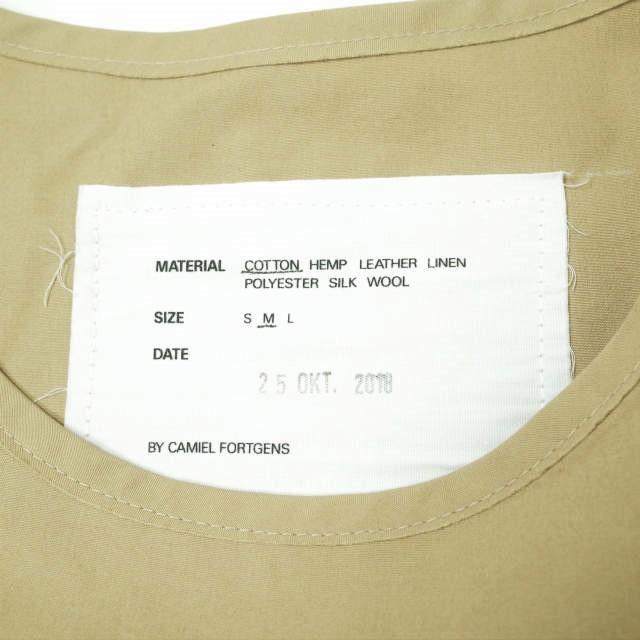 MATERIAL COTTON HEMP LEATHER LINEN
POLYESTER SILK WOOL
SIZE S M L
DATE
25 OKT. 2018
BY CAMIEL FORTGENS